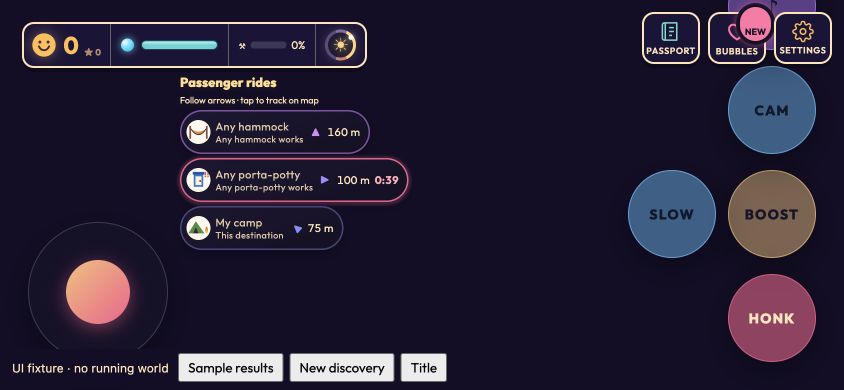 0
★0
0%
PASSPORT
BUBBLES
NEW
SETTINGS
Passenger rides
Follow arrows · tap to track on map
Any hammock
Any hammock works
160 m
Any porta-potty
Any porta-potty works
100 m 0:39
My camp
This destination
75 m
CAM
SLOW
BOOST
HONK
UI fixture · no running world
Sample results
New discovery
Title